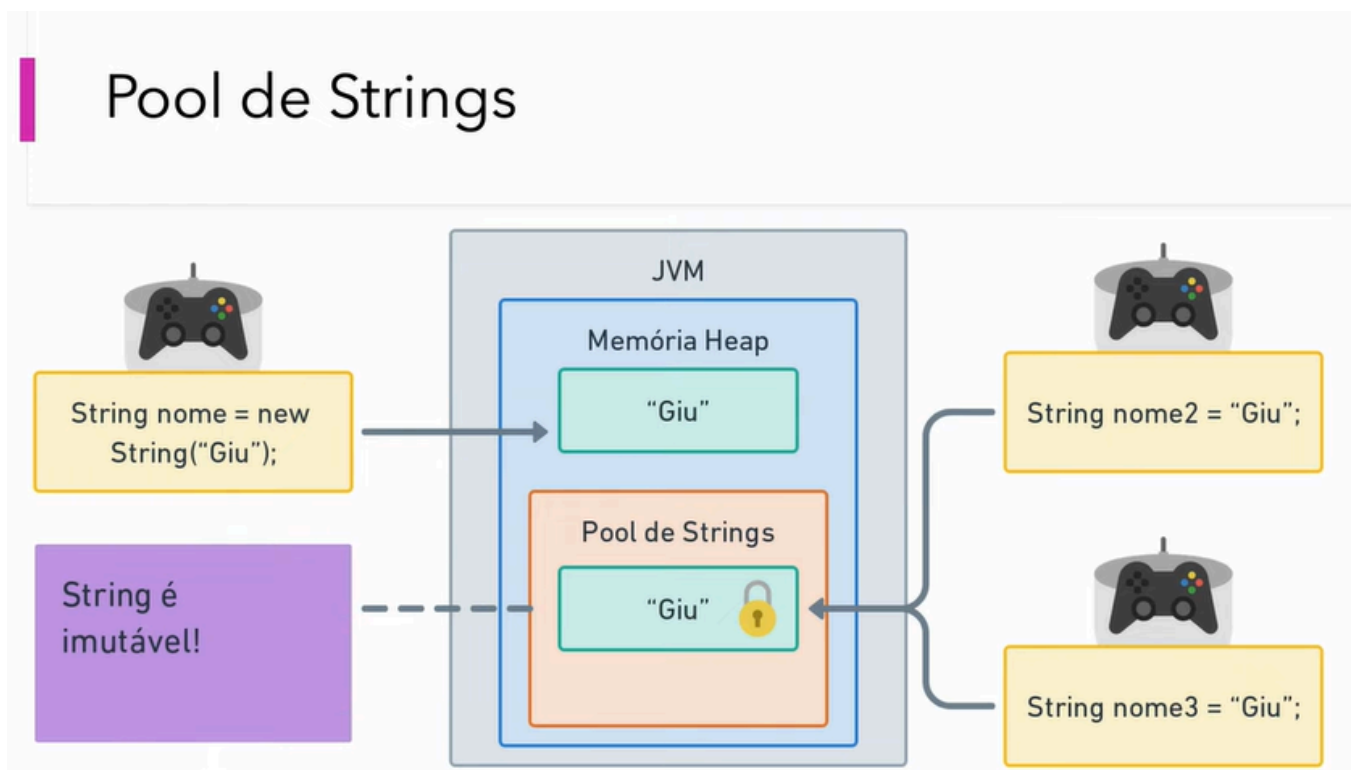 Pool de Strings
JVM
Memória Heap
“Giu”
Pool de Strings
“Giu”
String nome = new
String(“Giu”);
String é
imutável!
String nome2 = “Giu”;
String nome3 = “Giu”;